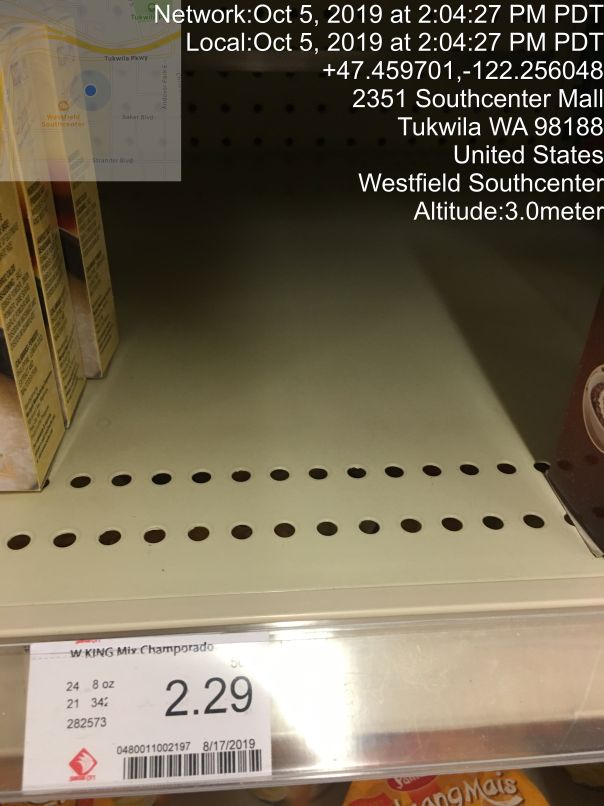 Network:Oct 5, 2019 at 2:04:27 PM PDT
Local:Oct 5, 2019 at 2:04:27 PM PDT
+47.459701,-122.256048
2351 Southcenter Mall
Tukwila WA 98188
United States
Westfield Southcenter
Altitude:3.0meter
Tukwila
Tukwila Pkwy
Andover Park E
Westfield
Southcenter
Baker Blvd
Strander Blvd
W KING Mix Champorado
24 8 oz
2.29
21 342
282573
0480011002197 8/17/2019